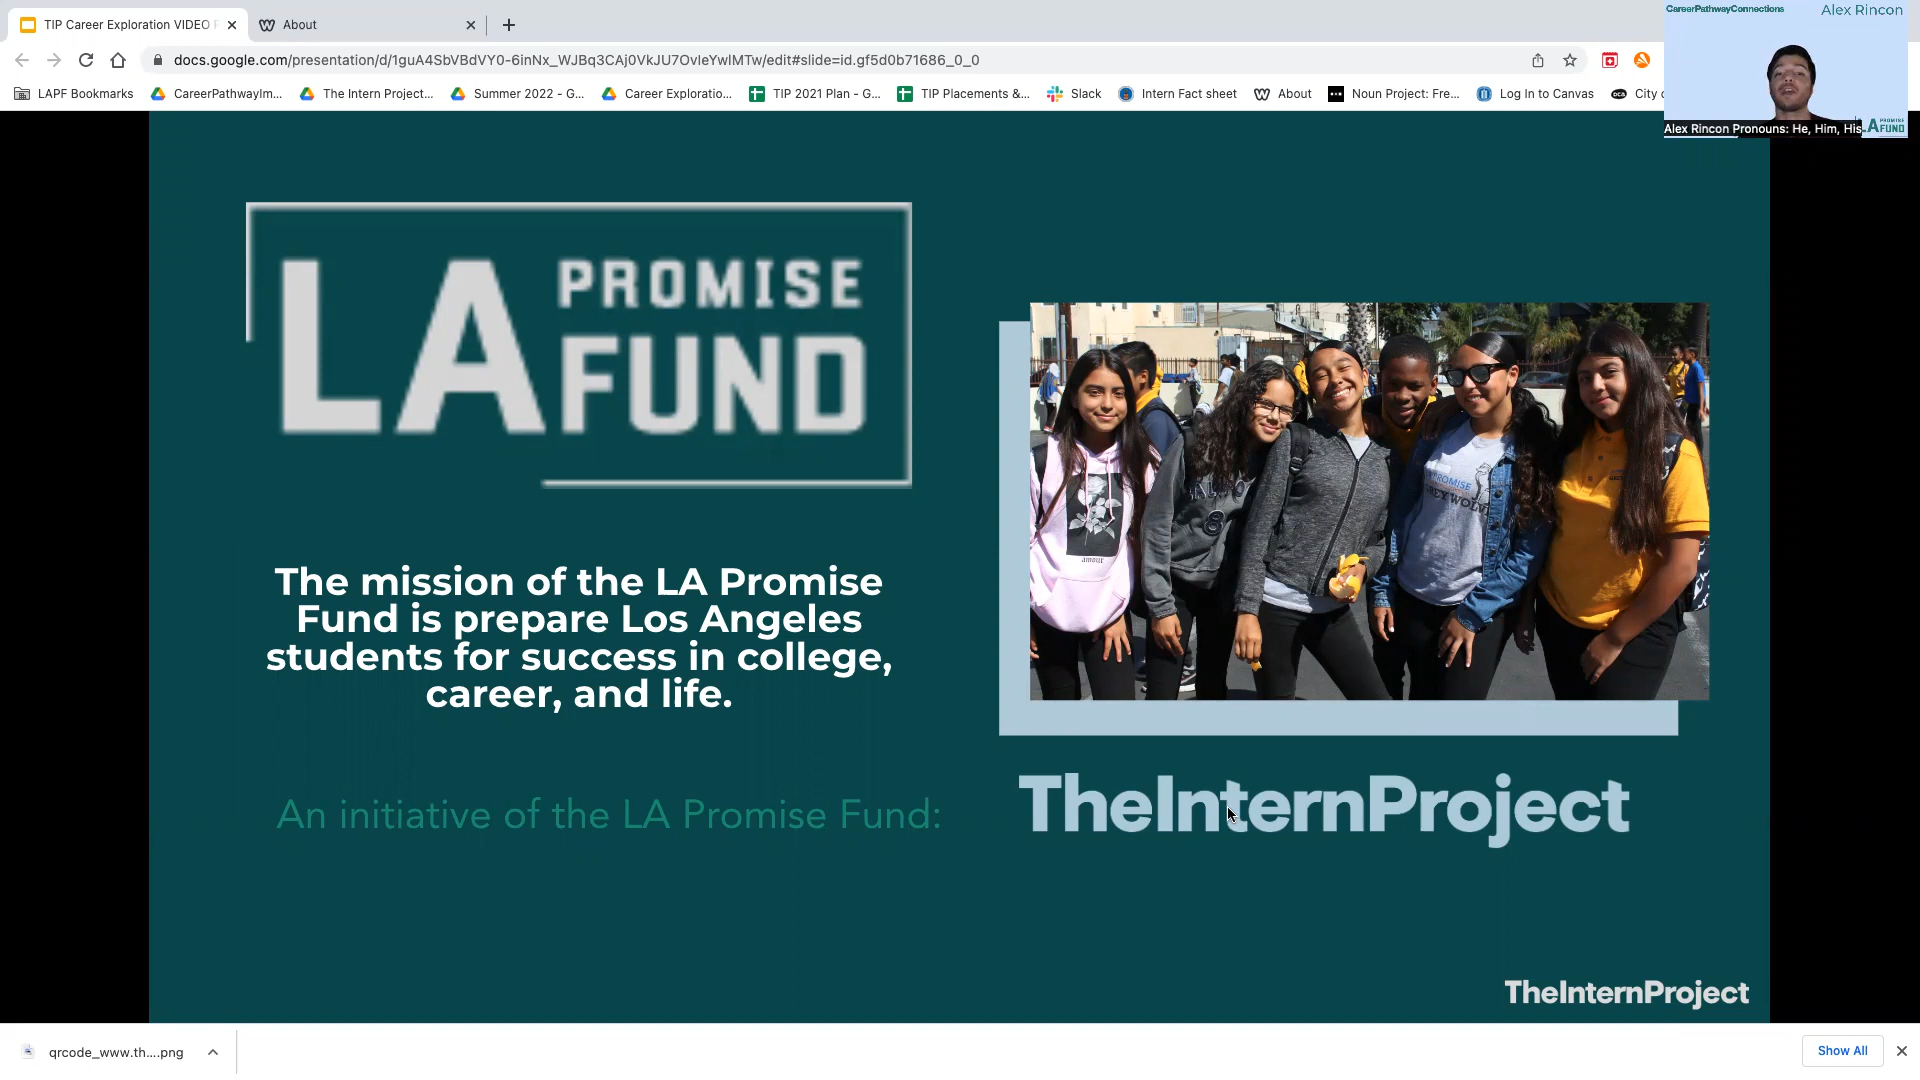 TIP Career Exploration VIDEO
About
CareerPathwayConnections
Alex Rincon
docs.google.com/presentation/d/1guA4SbVBdVY0-6inNx_WJBq3CAj0VkJU7OvIeYwIMTw/edit#slide=id.gf5d0b71686_0_0
LAPF Bookmarks
CareerPathwayIm...
The Intern Project...
Summer 2022 - G...
Career Exploratio...
TIP 2021 Plan - G...
TIP Placements &...
Slack
Intern Fact sheet
About
Noun Project: Fre...
Log In to Canvas
City
Alex Rincon Pronouns: He, Him, His
LA PROMISE
FUND
LA PROMISE
FUND
The mission of the LA Promise
Fund is prepare Los Angeles
students for success in college,
career, and life.
An initiative of the LA Promise Fund:
TheInternProject
TheInternProject
qrcode_www.th....png
Show All